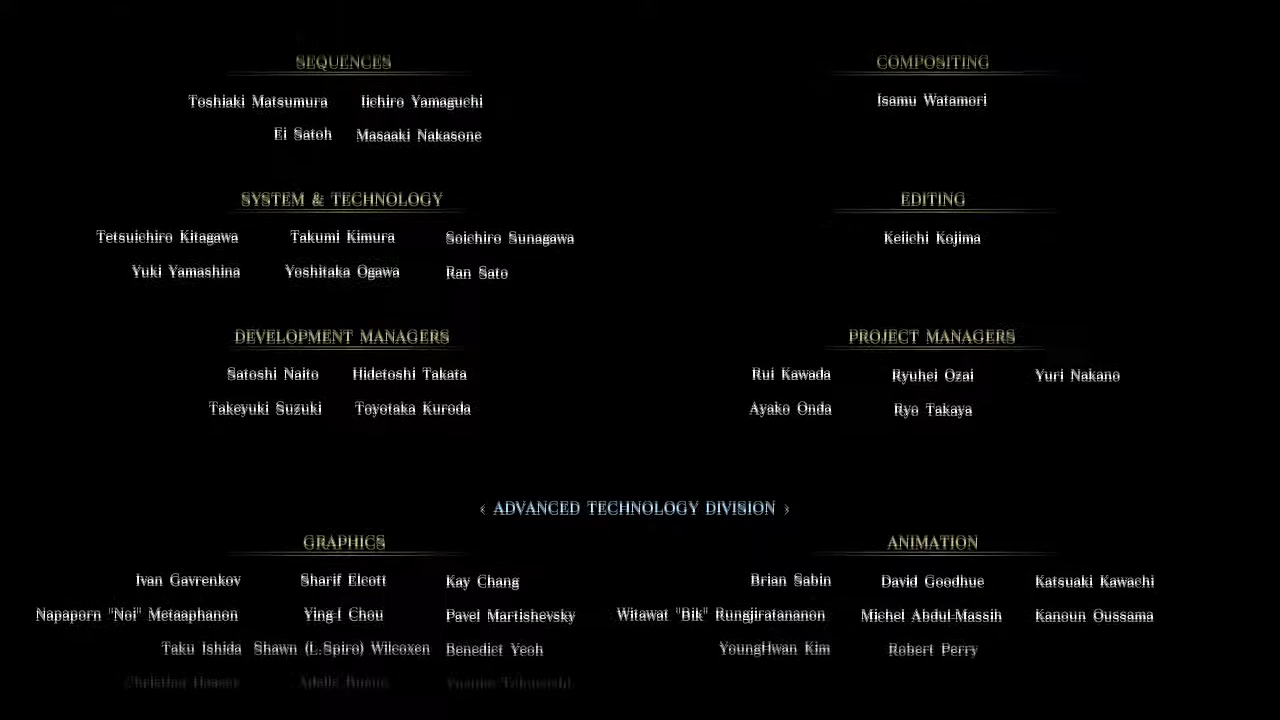 SEQUENCES
Toshiaki Matsumura Iichiro Yamaguchi
Ei Satoh Masaaki Nakasone
COMPOSITING
Isamu Watamori
SYSTEM & TECHNOLOGY
Tetsuichiro Kitagawa Takumi Kimura Soichiro Sunagawa
Yuki Yamashina Yoshitaka Ogawa Ran Sato
EDITING
Keiichi Kojima
DEVELOPMENT MANAGERS
Satoshi Naito Hidetoshi Takata
Takeyuki Suzuki Toyotaka Kuroda
PROJECT MANAGERS
Rui Kawada Ryuhei Ozai Yuri Nakano
Ayako Onda Ryo Takaya
‹ ADVANCED TECHNOLOGY DIVISION ›
GRAPHICS
Ivan Gavrenkov Sharif Elcott Kay Chang
Napaporn "Noi" Metaaphanon Ying-I Chou Pavel Martishevsky
Taku Ishida Shawn (L.Spiro) Wilcoxen Benedict Yeoh
ANIMATION
Brian Sabin David Goodhue Katsuaki Kawachi
Witawat "Bik" Rungjiratananon Michel Abdul-Massih Kanoun Oussama
YoungHwan Kim Robert Perry